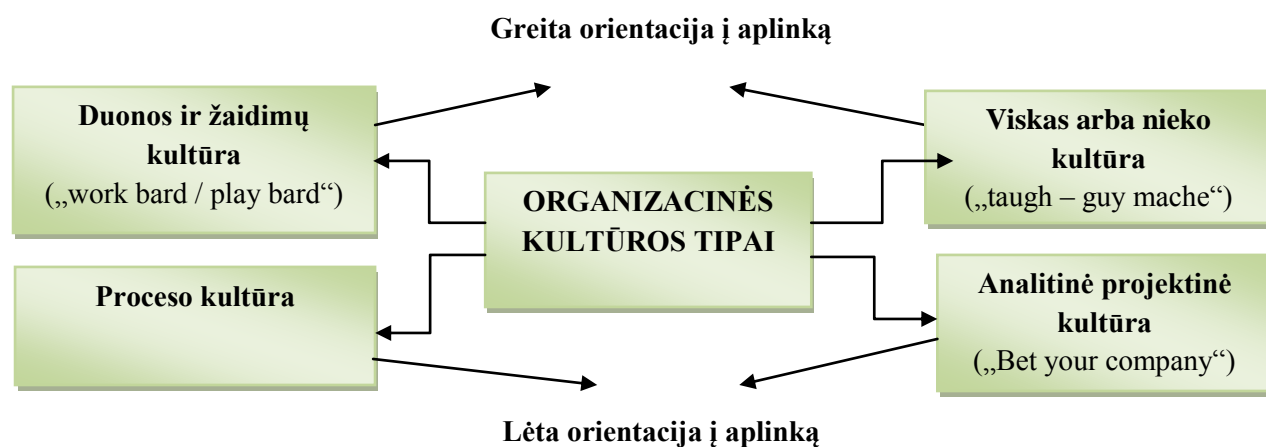 Greita orientacija į aplinką
Duonos ir žaidimų
kultūra
(„work bard / play bard“)
Viskas arba nieko
kultūra
(„taugh – guy mache“)
ORGANIZACINĖS
KULTŪROS TIPAI
Proceso kultūra
Analitinė projektinė
kultūra
(„Bet your company“)
Lėta orientacija į aplinką